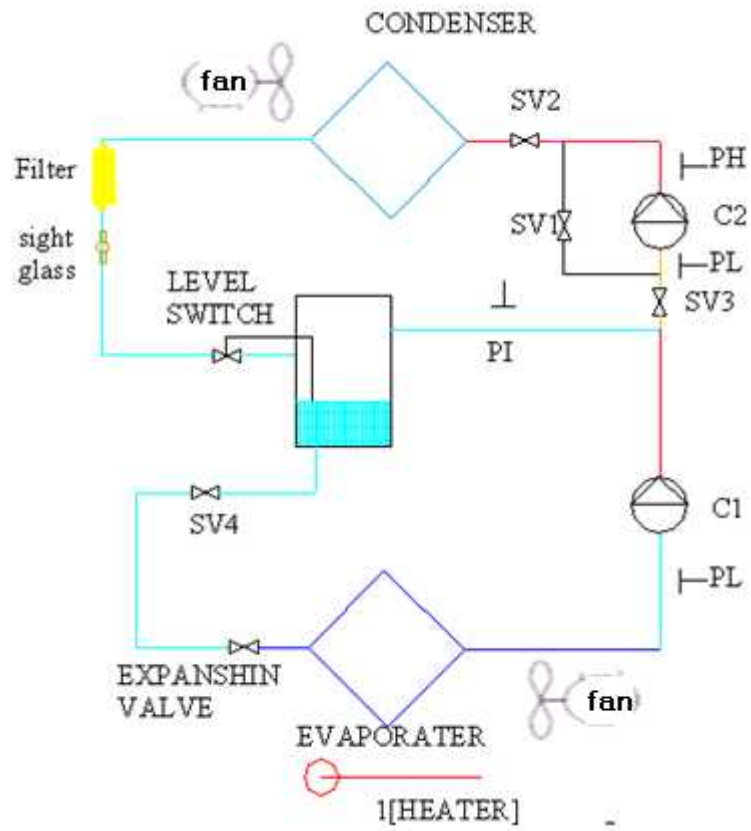 CONDENSER
fan
SV2
PH
Filter
C2
SV1
sight
glass
PL
LEVEL
SWITCH
SV3
PI
C1
SV4
PL
EXPANSHIN
VALVE
fan
EVAPORATER
1[HEATER]